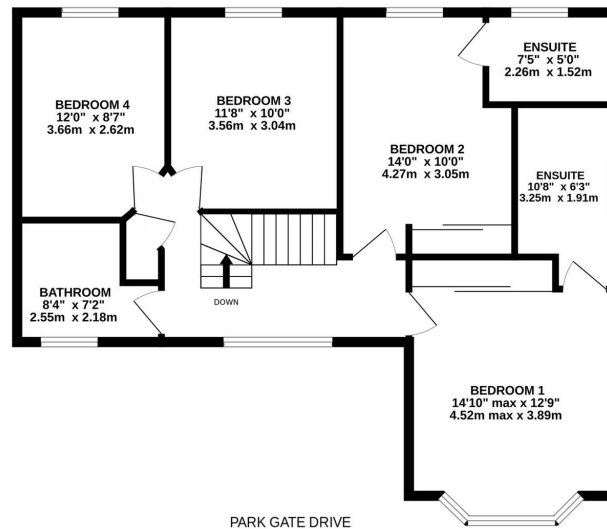 ENSUITE
7'5" x 5'0"
2.26m x 1.52m
BEDROOM 4
12'0" x 8'7"
3.66m x 2.62m
BEDROOM 3
11'8" x 10'0"
3.56m x 3.04m
BEDROOM 2
14'0" x 10'0"
4.27m x 3.05m
ENSUITE
10'8" x 6'3"
3.25m x 1.91m
BATHROOM
8'4" x 7'2"
2.55m x 2.18m
DOWN
BEDROOM 1
14'10" max x 12'9"
4.52m max x 3.89m
PARK GATE DRIVE